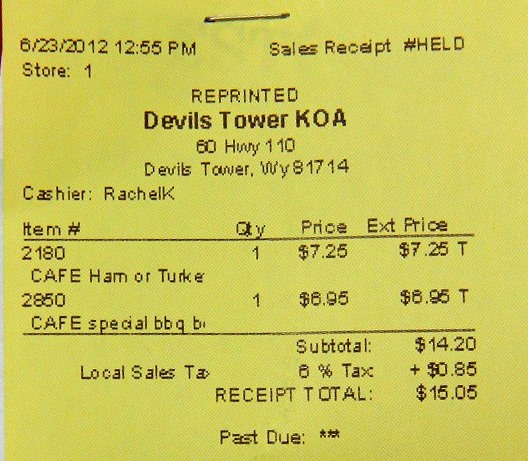 6/23/2012 12:55 PM Sales Receipt #HELD
Store: 1
REPRINTED
Devils Tower KOA
60 Hwy 110
Devils Tower, Wy 81714
Cashier: RachelK
Item # Qty Price Ext Price
2180 1 $7.25 $7.25 T
CAFE Ham or Turke
2850 1 $6.95 $6.95 T
CAFE special bbq b
Subtotal: $14.20
Local Sales Tax 6 % Tax: + $0.85
RECEIPT TOTAL: $15.05
Past Due: ***